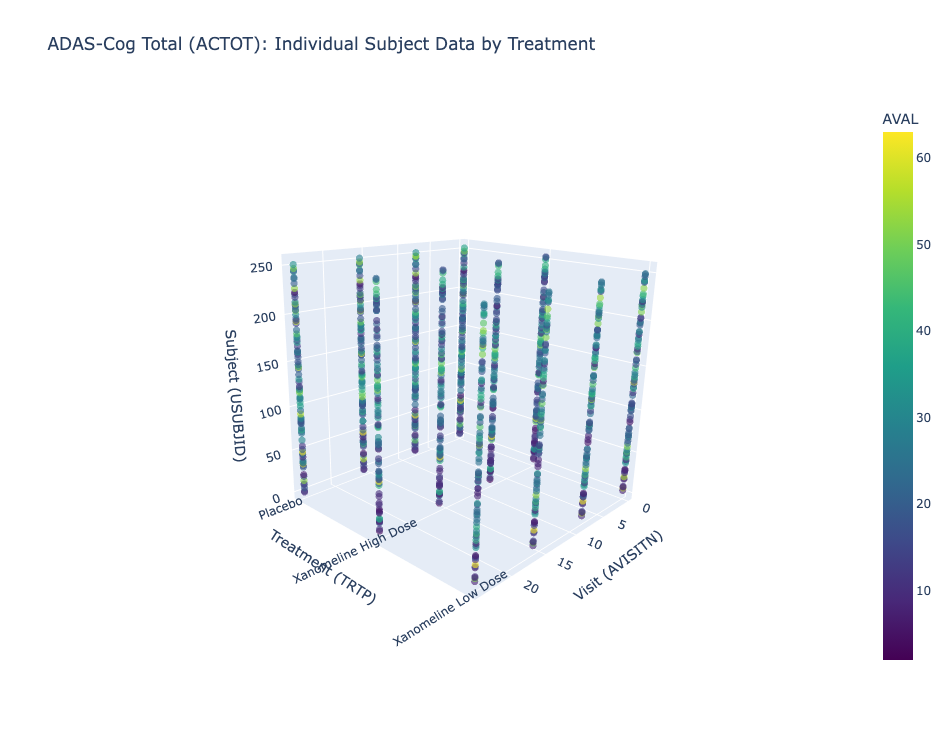 ADAS-Cog Total (ACTOT): Individual Subject Data by Treatment
AVAL
60
50
40
30
20
10
250
200
150
100
50
0
Subject (USUBJID)
Placebo
Xanomeline High Dose
Xanomeline Low Dose
Treatment (TRTP)
0
5
10
15
20
Visit (AVISITN)